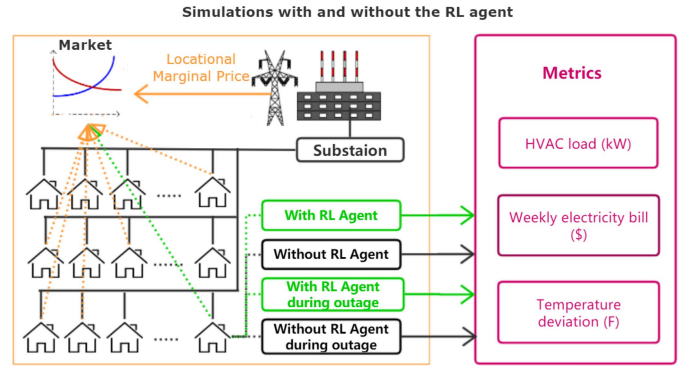 Simulations with and without the RL agent
Market
Locational
Marginal Price
Substaion
With RL Agent
Without RL Agent
With RL Agent
during outage
Without RL Agent
during outage
Metrics
HVAC load (kW)
Weekly electricity bill
($)
Temperature
deviation (F)